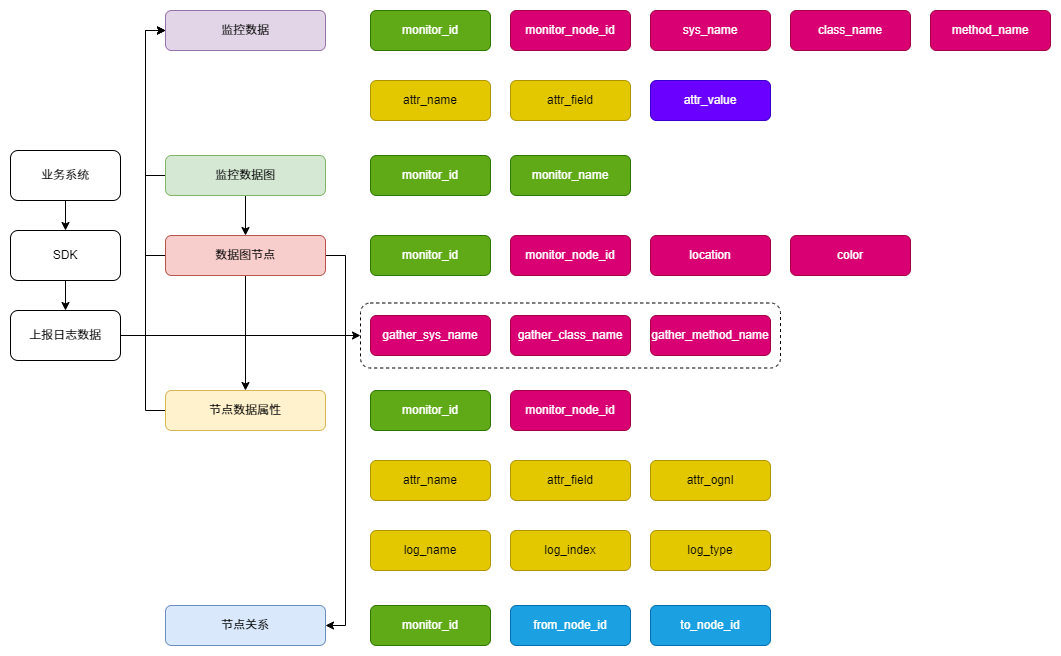 监控数据
monitor_id
monitor_node_id
sys_name
class_name
method_name
attr_name
attr_field
attr_value
业务系统
监控数据图
monitor_id
monitor_name
SDK
数据图节点
monitor_id
monitor_node_id
location
color
上报日志数据
gather_sys_name
gather_class_name
gather_method_name
节点数据属性
monitor_id
monitor_node_id
attr_name
attr_field
attr_ognl
log_name
log_index
log_type
节点关系
monitor_id
from_node_id
to_node_id